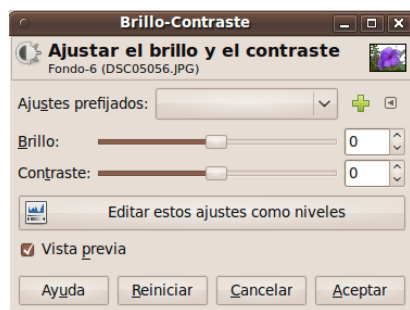 Brillo-Contraste
Ajustar el brillo y el contraste
Fondo-6 (DSC05056.JPG)
Ajustes prefijados:
Brillo: 0
Contraste: 0
Editar estos ajustes como niveles
Vista previa
Ayuda Reiniciar Cancelar Aceptar